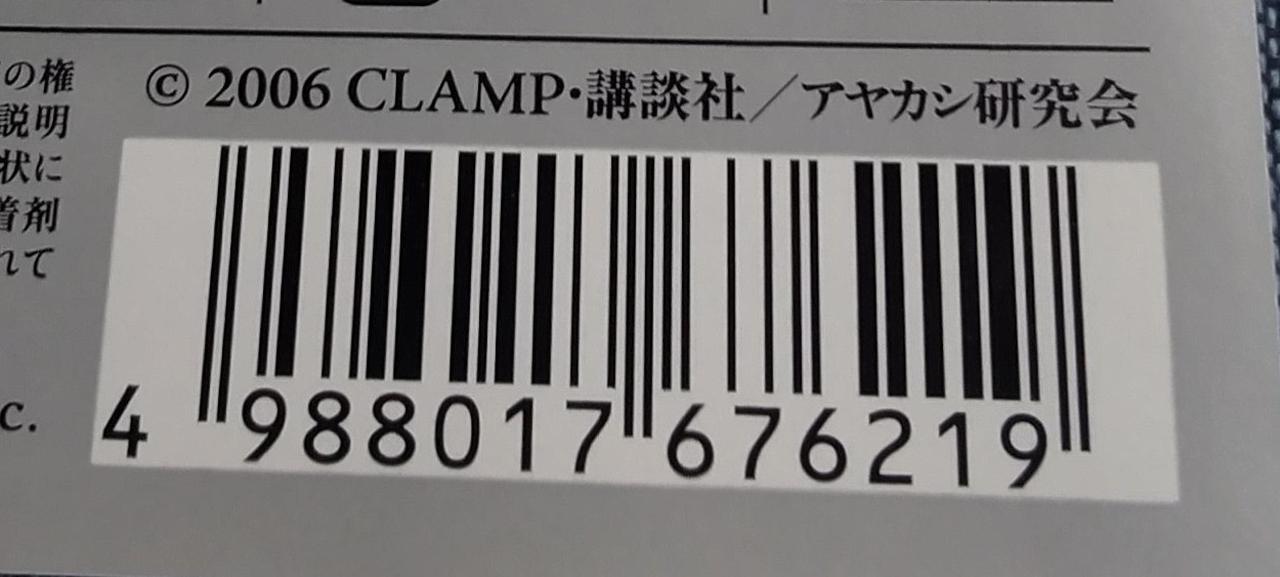 © 2006 CLAMP・講談社／アヤカシ研究会
の権
説明
状に
着剤
れて
c.
4 988017 676219